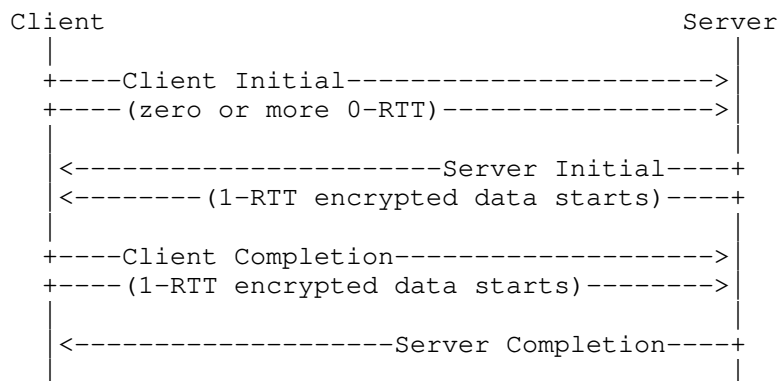 Client Server
Client Initial
(zero or more 0-RTT)
Server Initial
(1-RTT encrypted data starts)
Client Completion
(1-RTT encrypted data starts)
Server Completion